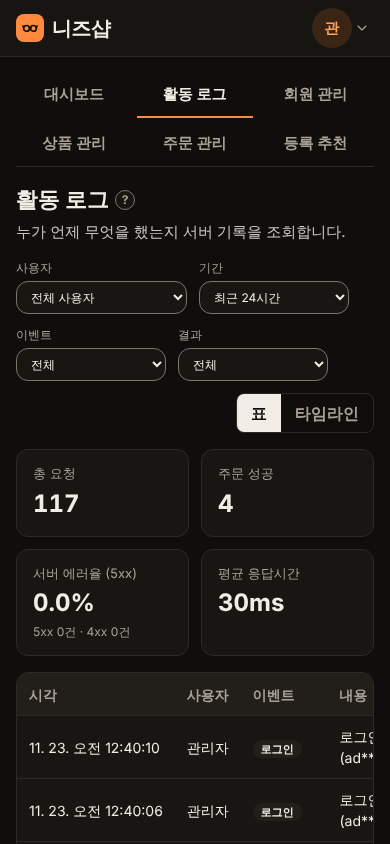 니즈샵
관
대시보드 활동 로그 회원 관리
상품 관리 주문 관리 등록 추천
활동 로그 ?
누가 언제 무엇을 했는지 서버 기록을 조회합니다.
사용자 기간
전체 사용자 최근 24시간
이벤트 결과
전체 전체
표 타임라인
총 요청 주문 성공
117 4
서버 에러율 (5xx) 평균 응답시간
0.0% 30ms
5xx 0건 · 4xx 0건
시각 사용자 이벤트 내용
11. 23. 오전 12:40:10 관리자 로그인 로그인
(ad**
11. 23. 오전 12:40:06 관리자 로그인 로그인
(ad**